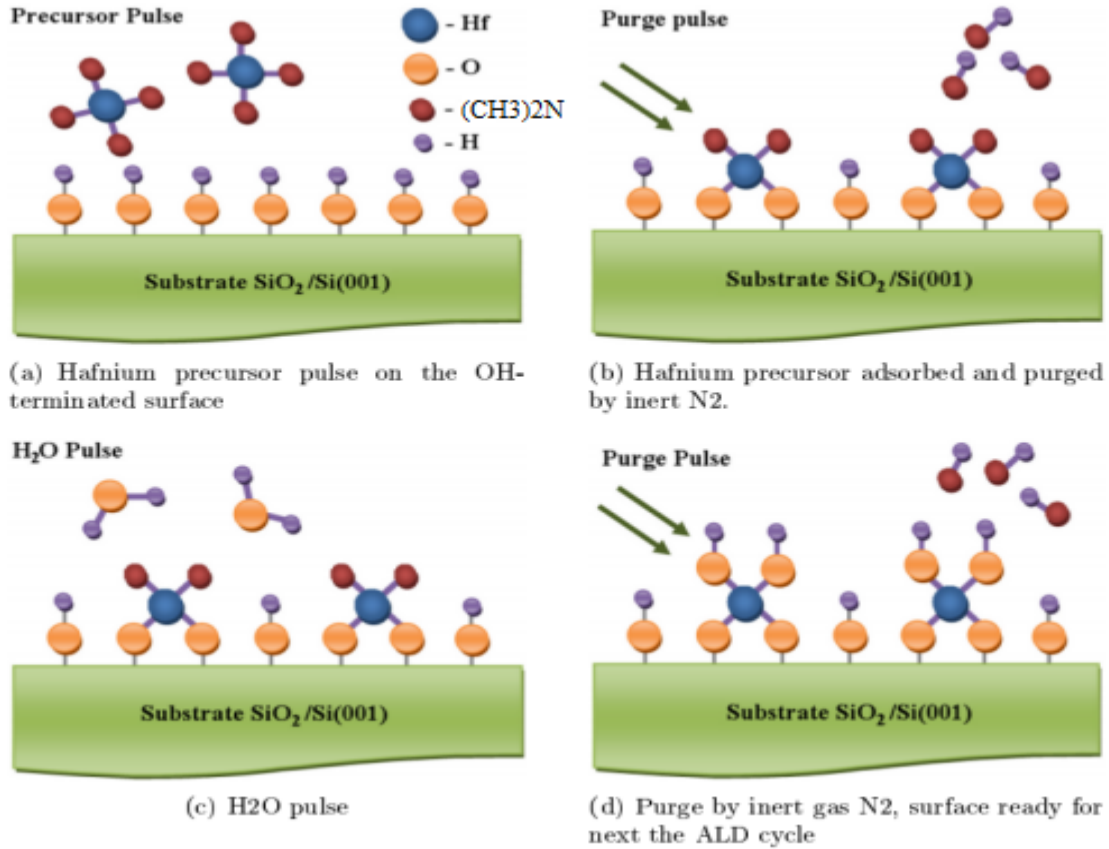 Precursor Pulse
- Hf
- O
- (CH3)2N
- H
Substrate SiO₂/Si(001)
(a) Hafnium precursor pulse on the OH-
terminated surface
Purge pulse
Substrate SiO₂/Si(001)
(b) Hafnium precursor adsorbed and purged
by inert N2.
H₂O Pulse
Substrate SiO₂/Si(001)
(c) H2O pulse
Purge Pulse
Substrate SiO₂/Si(001)
(d) Purge by inert gas N2, surface ready for
next the ALD cycle